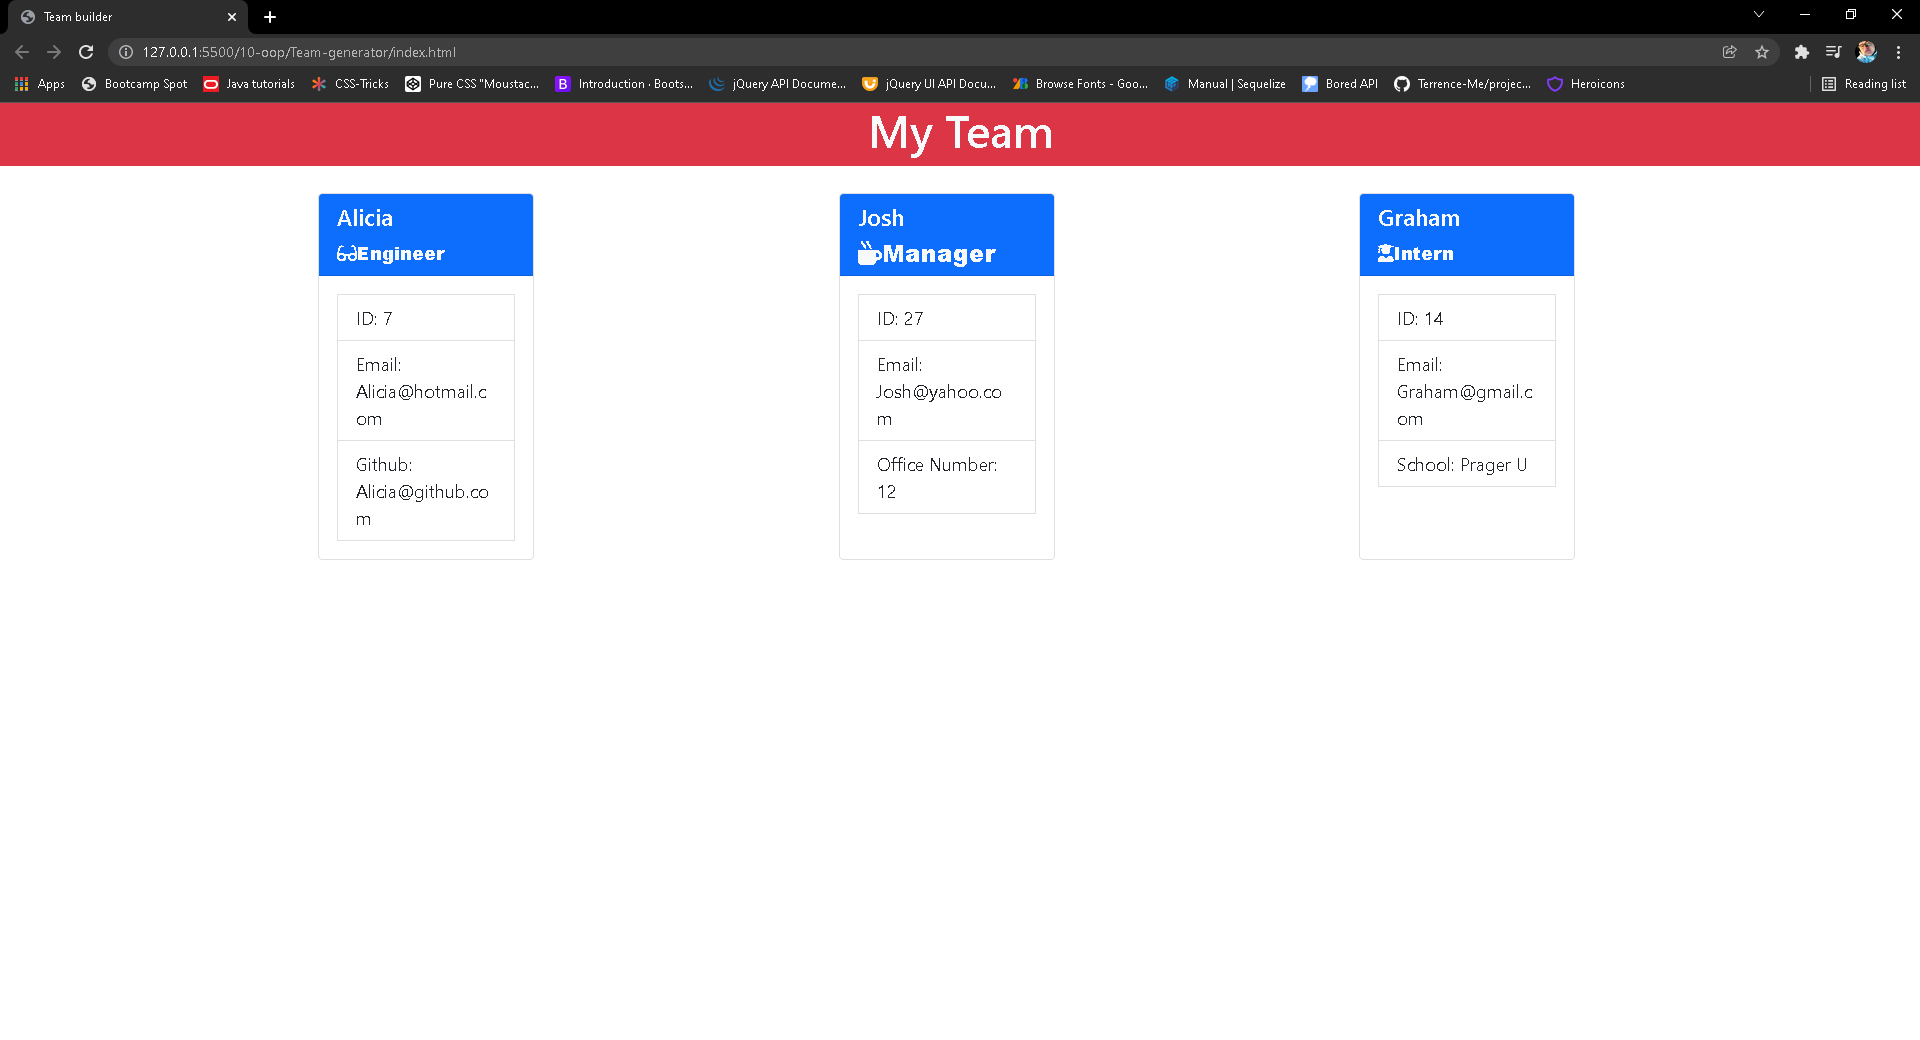 Team builder
127.0.0.1:5500/10-oop/Team-generator/index.html
Apps Bootcamp Spot Java tutorials CSS-Tricks Pure CSS "Moustac... Introduction · Boots... jQuery API Docume... jQuery UI API Docu... Browse Fonts - Goo... Manual | Sequelize Bored API Terrence-Me/projec... Heroicons Reading list
My Team
Alicia
Engineer
ID: 7
Email:
Alicia@hotmail.c
om
Github:
Alicia@github.co
m
Josh
Manager
ID: 27
Email:
Josh@yahoo.co
m
Office Number:
12
Graham
Intern
ID: 14
Email:
Graham@gmail.c
om
School: Prager U